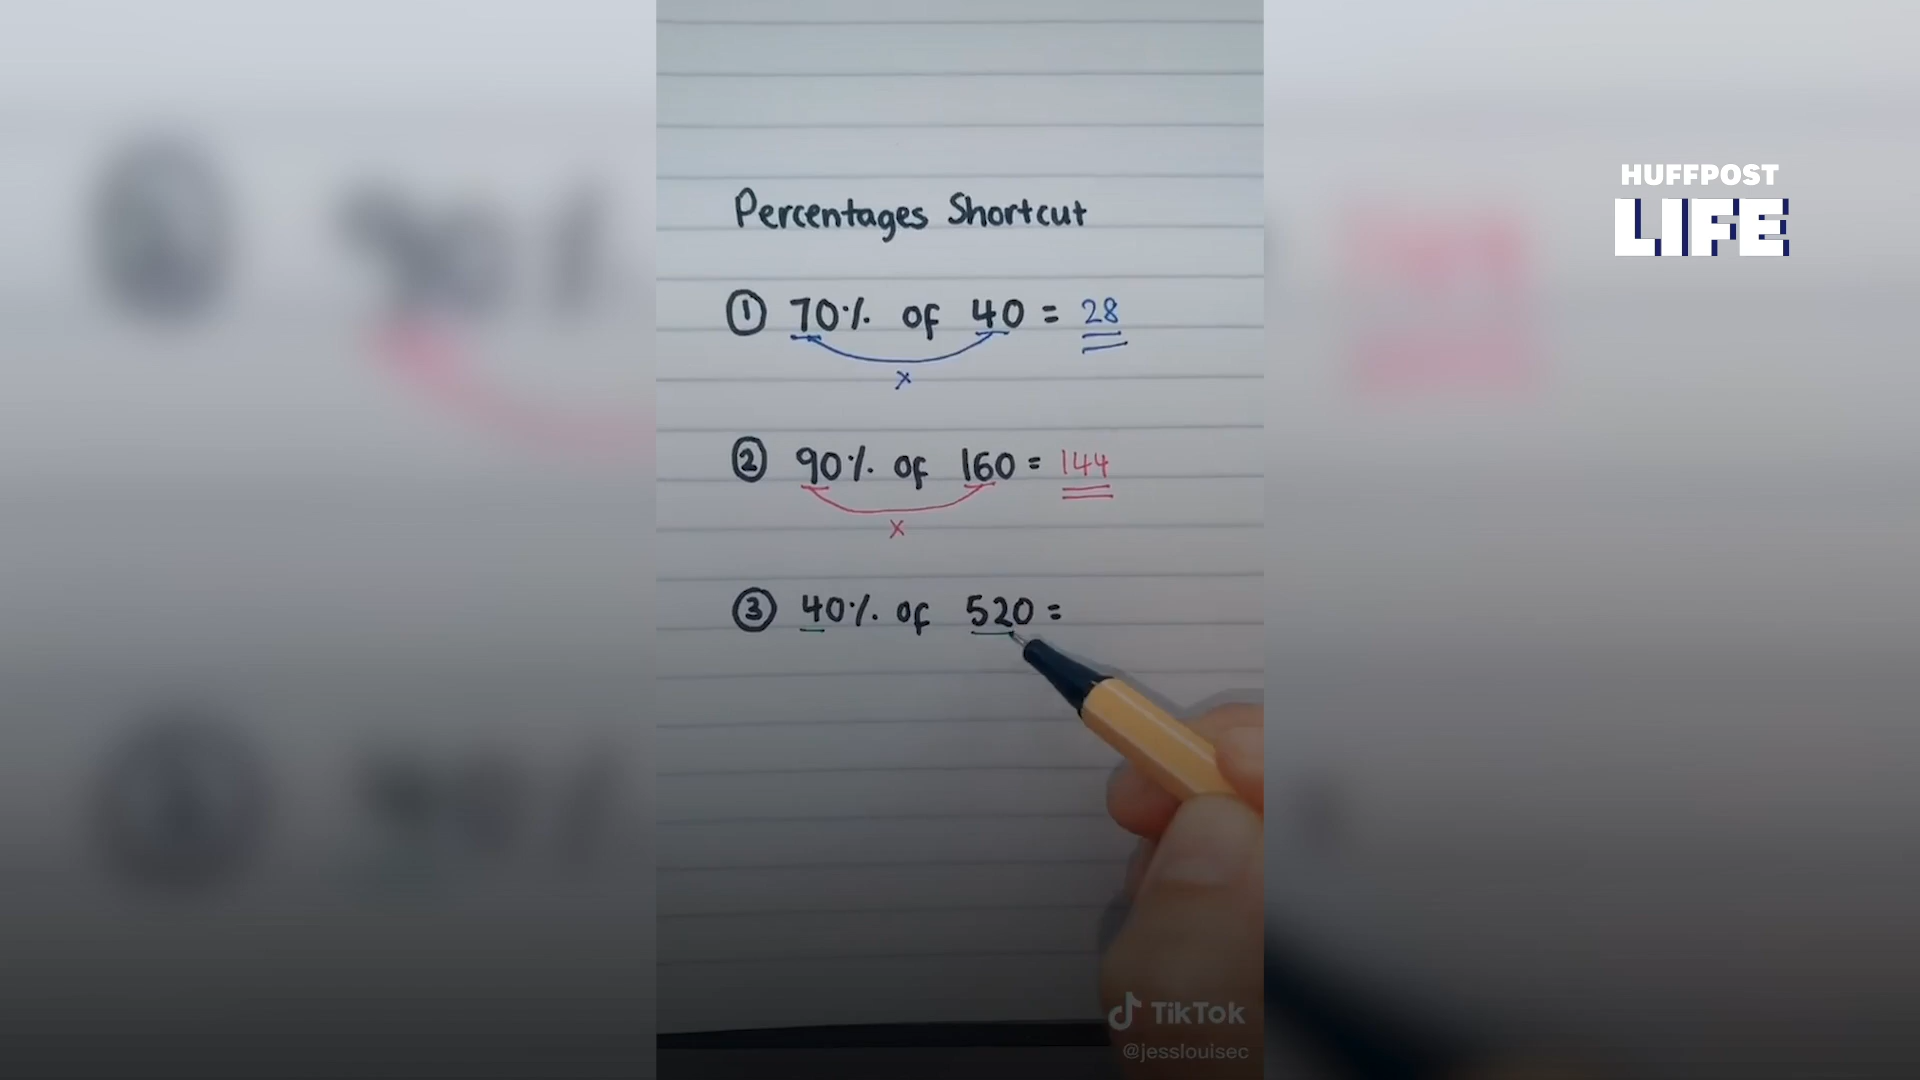 HUFFPOST
LIFE
Percentages Shortcut
① 70% of 40 = 28
x
② 90% of 160 = 144
x
③ 40% of 520 =
TikTok
@jesslouisec